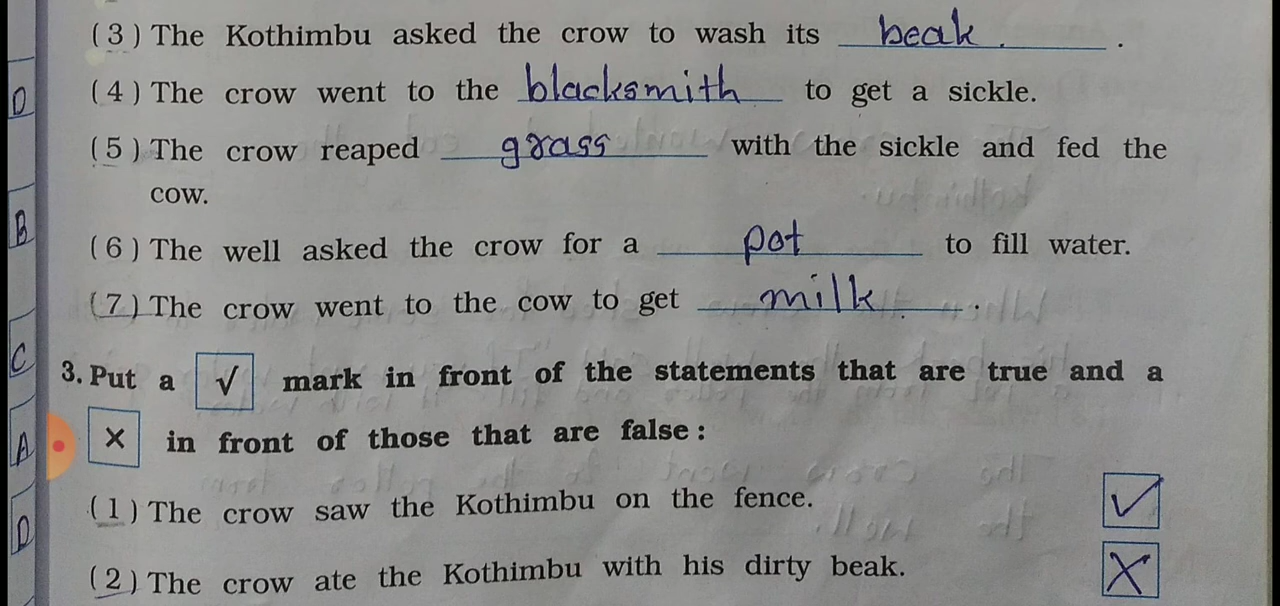 (3) The Kothimbu asked the crow to wash its beak.
(4) The crow went to the blacksmith to get a sickle.
(5) The crow reaped grass with the sickle and fed the
cow.
(6) The well asked the crow for a pot to fill water.
(7) The crow went to the cow to get milk.
3. Put a √ mark in front of the statements that are true and a
× in front of those that are false :
(1) The crow saw the Kothimbu on the fence. ✓
(2) The crow ate the Kothimbu with his dirty beak. X
D
B
C
A
D